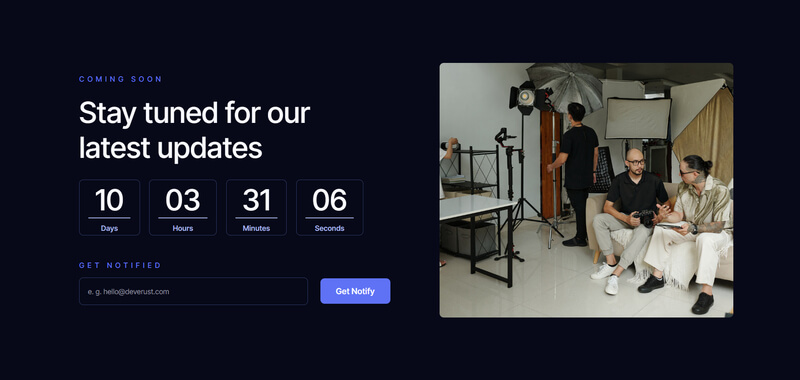 COMING SOON
Stay tuned for our
latest updates
10 03 31 06
Days Hours Minutes Seconds
GET NOTIFIED
e. g. hello@deverust.com Get Notify